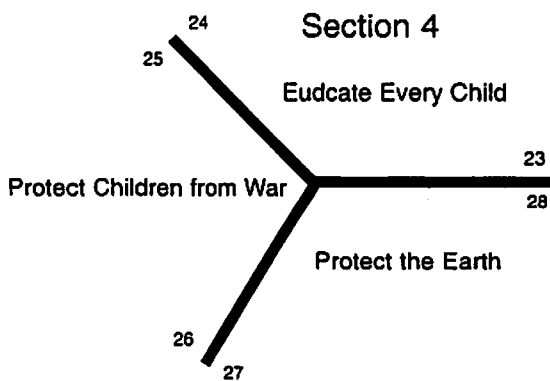 Section 4
24
25
Eudcate Every Child
23
Protect Children from War
28
Protect the Earth
26
27